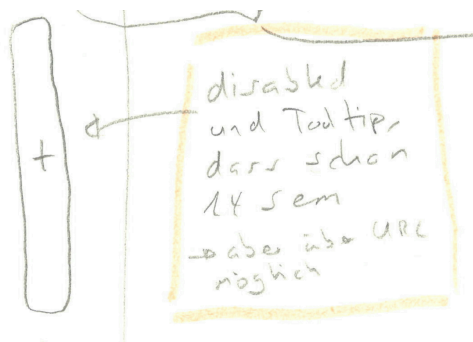 +
disabled
und Tooltip,
dass schon
14 Sem
→ aber über URL
möglich